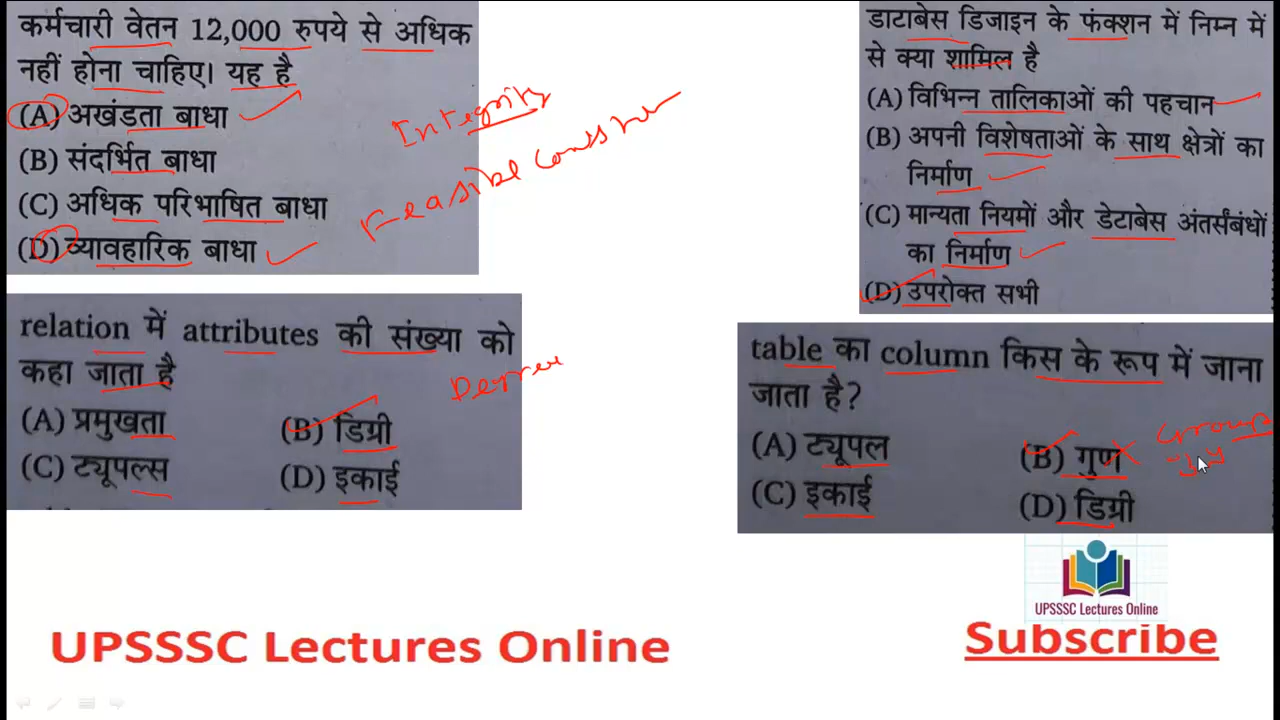 कर्मचारी वेतन 12,000 रुपये से अधिक
नहीं होना चाहिए। यह है
(A) अखंडता बाधा
(B) संदर्भित बाधा
(C) अधिक परिभाषित बाधा
(D) व्यावहारिक बाधा
Integrity
Feasible
relation में attributes की संख्या को
कहा जाता है
(A) प्रमुखता (B) डिग्री
(C) ट्यूपल्स (D) इकाई
Degree
डाटाबेस डिजाइन के फंक्शन में निम्न में
से क्या शामिल है
(A) विभिन्न तालिकाओं की पहचान
(B) अपनी विशेषताओं के साथ क्षेत्रों का
निर्माण
(C) मान्यता नियमों और डेटाबेस अंतर्संबंधों
का निर्माण
(D) उपरोक्त सभी
table का column किस के रूप में जाना
जाता है?
(A) ट्यूपल (B) गुण
(C) इकाई (D) डिग्री
UPSSSC Lectures Online
UPSSSC Lectures Online
Subscribe